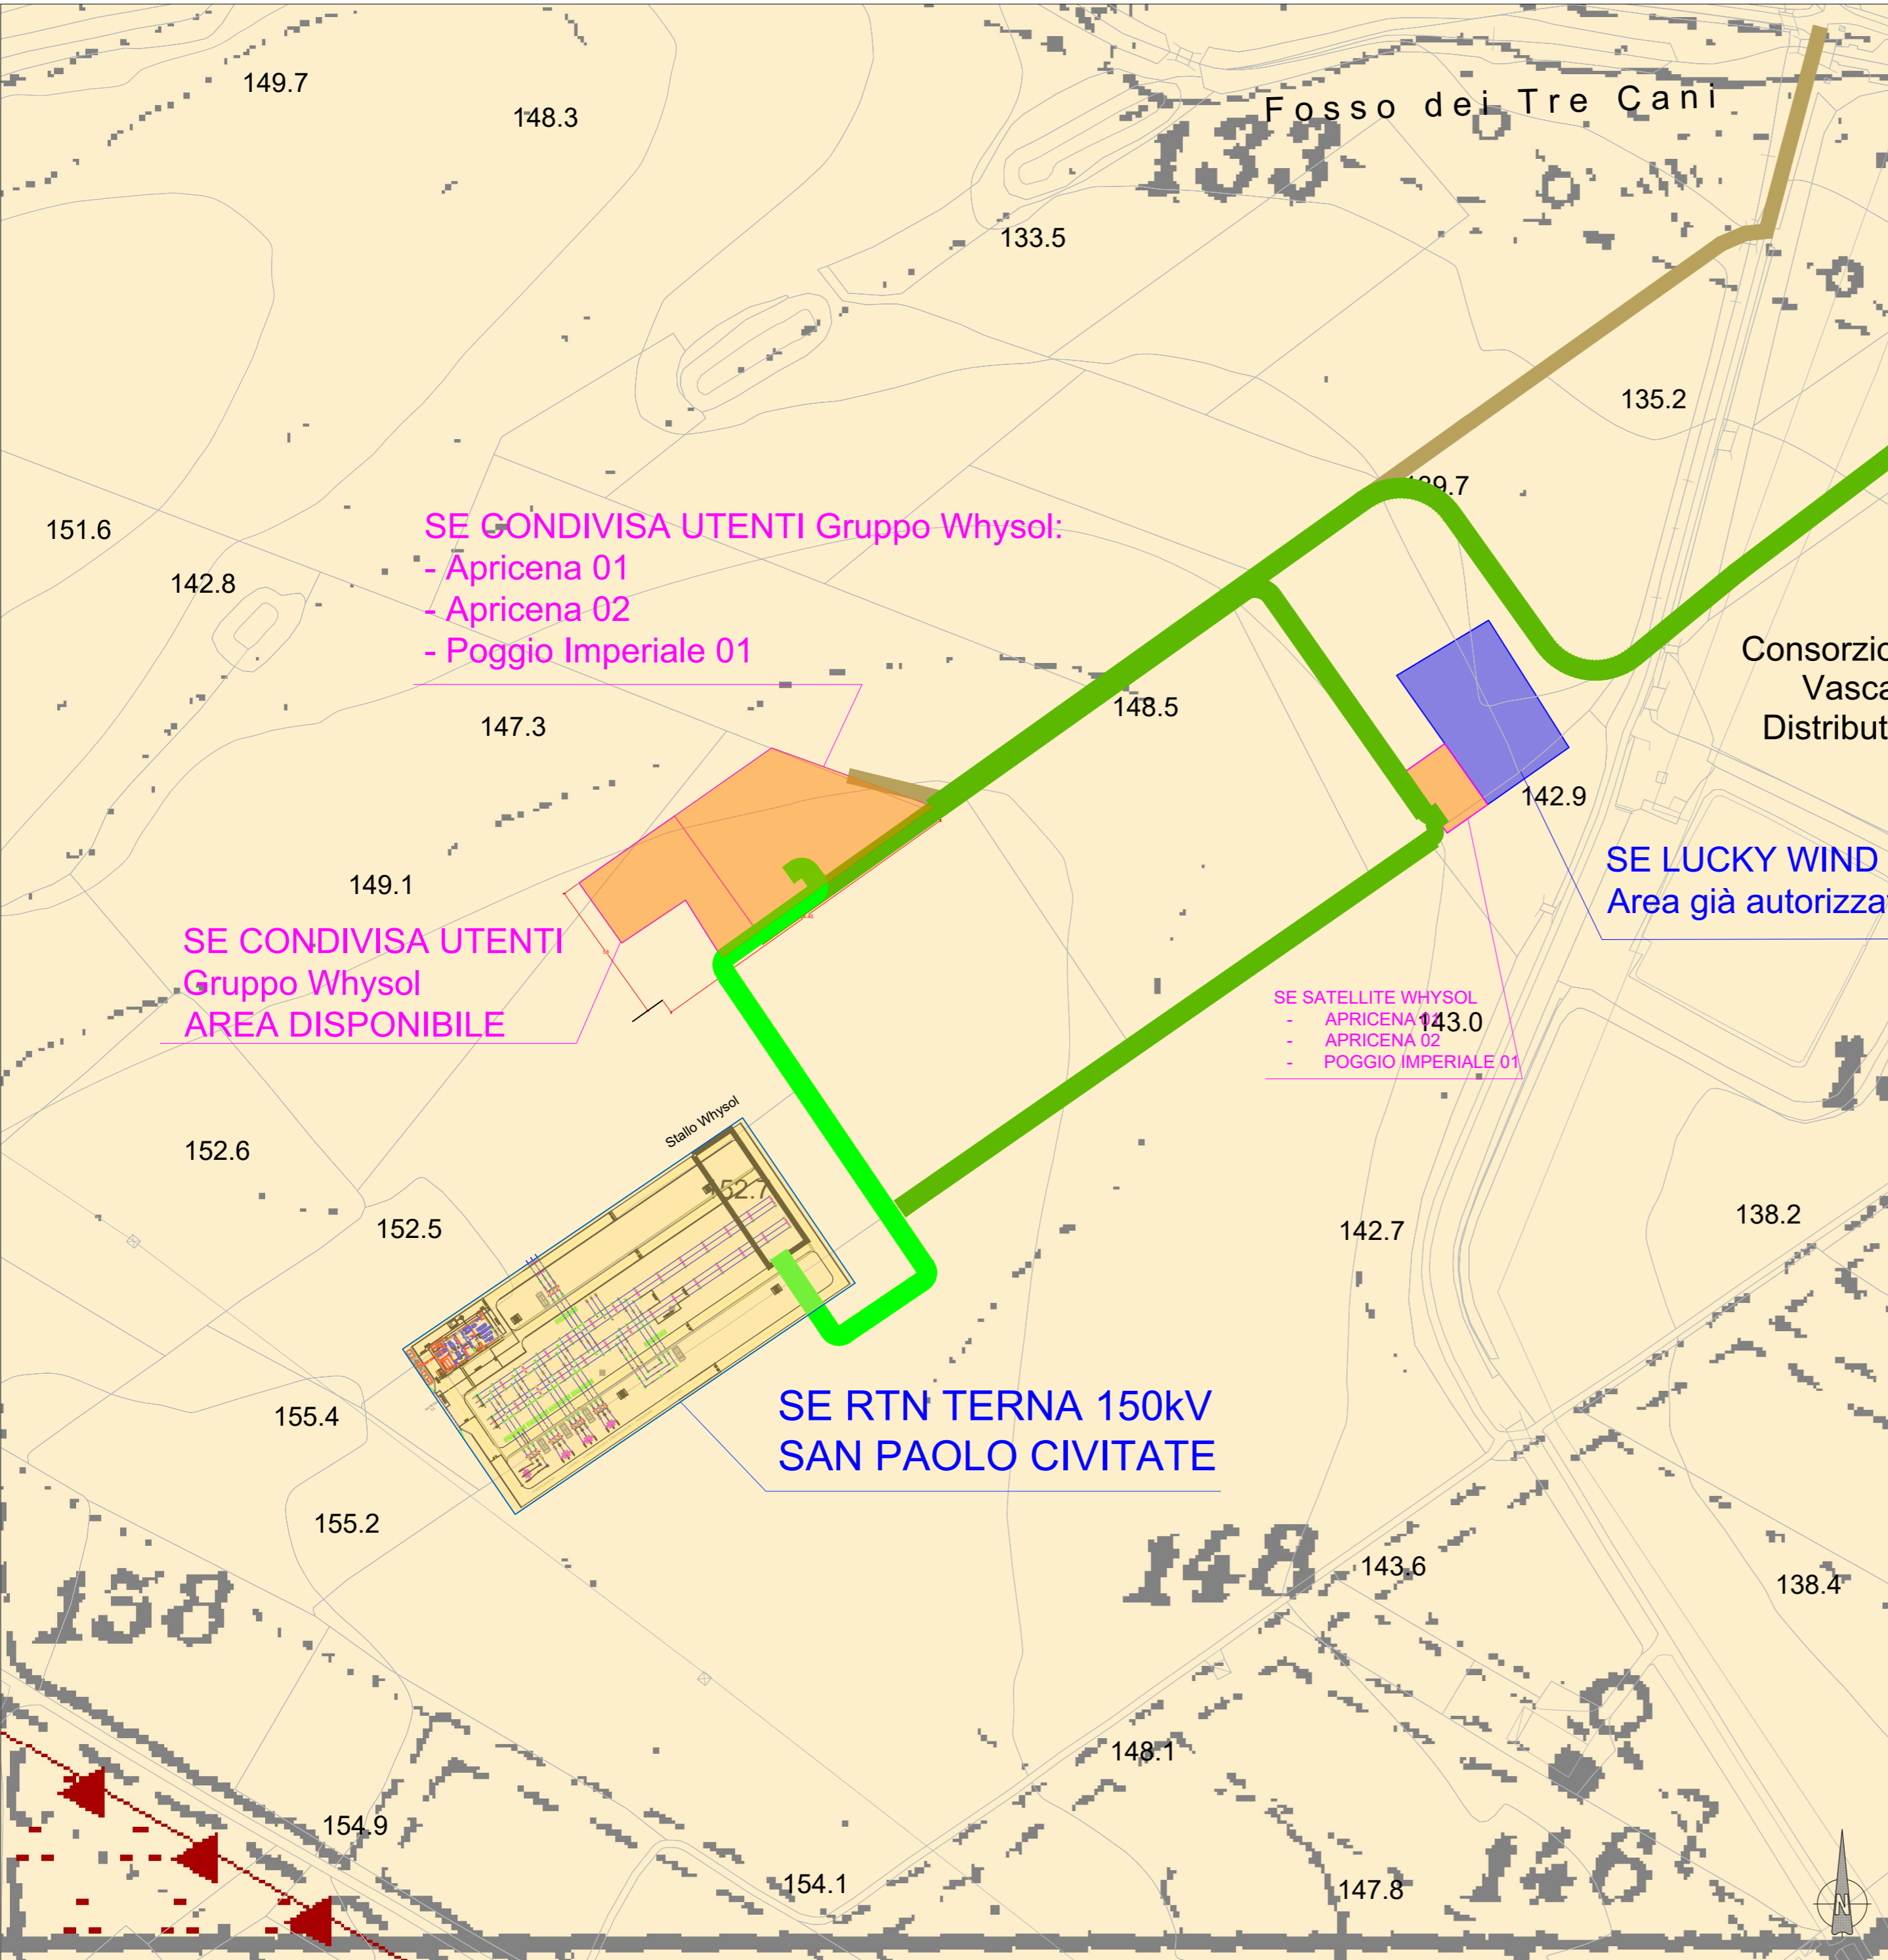 149.7
148.3
Fosso dei Tre Cani
133
133.5
135.2
139.7
151.6
142.8
SE CONDIVISA UTENTI Gruppo Whysol:
- Apricena 01
- Apricena 02
- Poggio Imperiale 01
147.3
148.5
Consorzio
Vasca
Distribut
142.9
149.1
SE LUCKY WIND
Area già autorizza
SE CONDIVISA UTENTI
Gruppo Whysol
AREA DISPONIBILE
SE SATELLITE WHYSOL
- APRICENA 01
- APRICENA 02
- POGGIO IMPERIALE 01
143.0
Stallo Whysol
152.6
152.7
152.5
142.7
138.2
SE RTN TERNA 150kV
SAN PAOLO CIVITATE
155.4
155.2
148
143.6
138.4
158
148.1
154.9
154.1
147.8
146
N